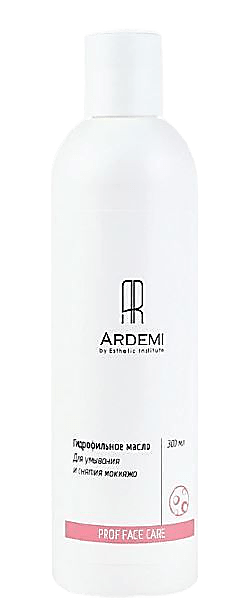 ARDEMI
by Esthetic Institute
Гидрофильное масло
300 мл
Для умывания
и снятия макияжа
PROF FACE CARE